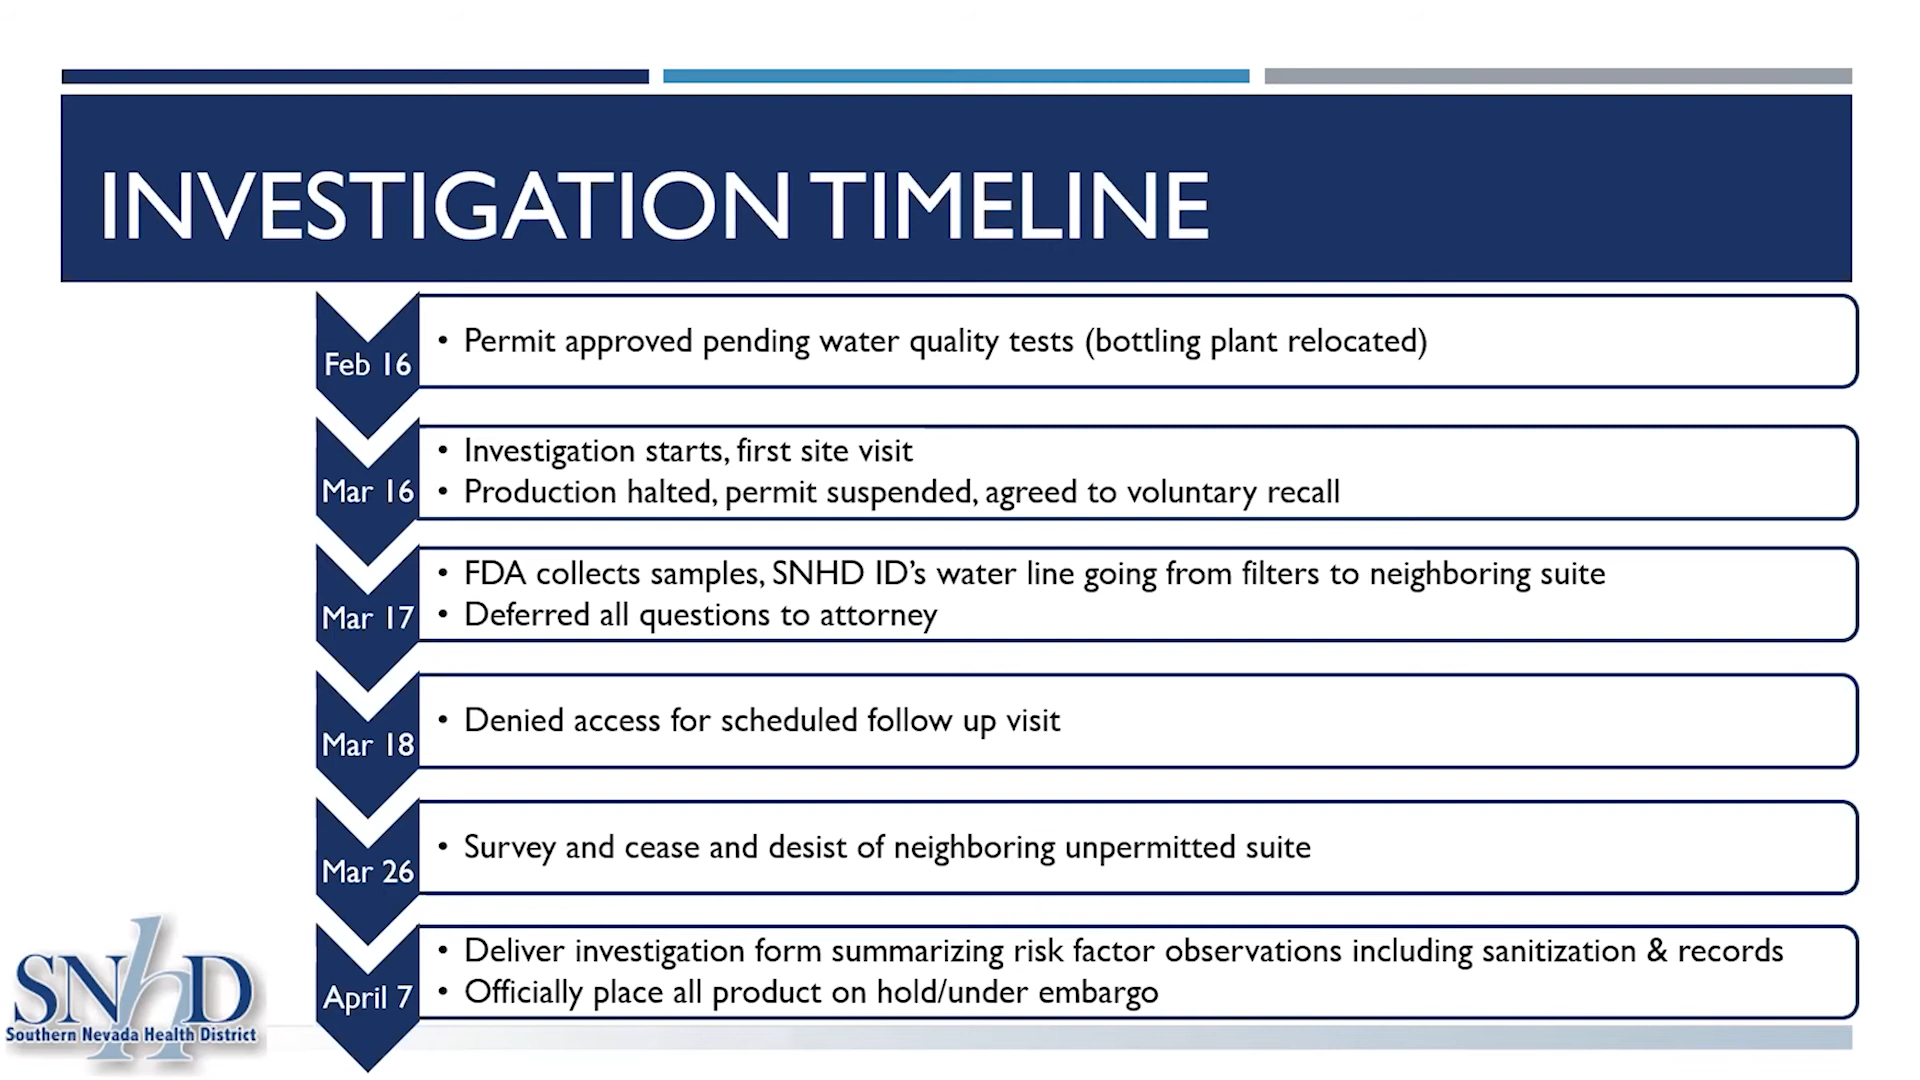 INVESTIGATION TIMELINE
Feb 16
• Permit approved pending water quality tests (bottling plant relocated)
Mar 16
• Investigation starts, first site visit
• Production halted, permit suspended, agreed to voluntary recall
Mar 17
• FDA collects samples, SNHD ID’s water line going from filters to neighboring suite
• Deferred all questions to attorney
Mar 18
• Denied access for scheduled follow up visit
Mar 26
• Survey and cease and desist of neighboring unpermitted suite
April 7
• Deliver investigation form summarizing risk factor observations including sanitization & records
• Officially place all product on hold/under embargo
SNhD
Southern Nevada Health District